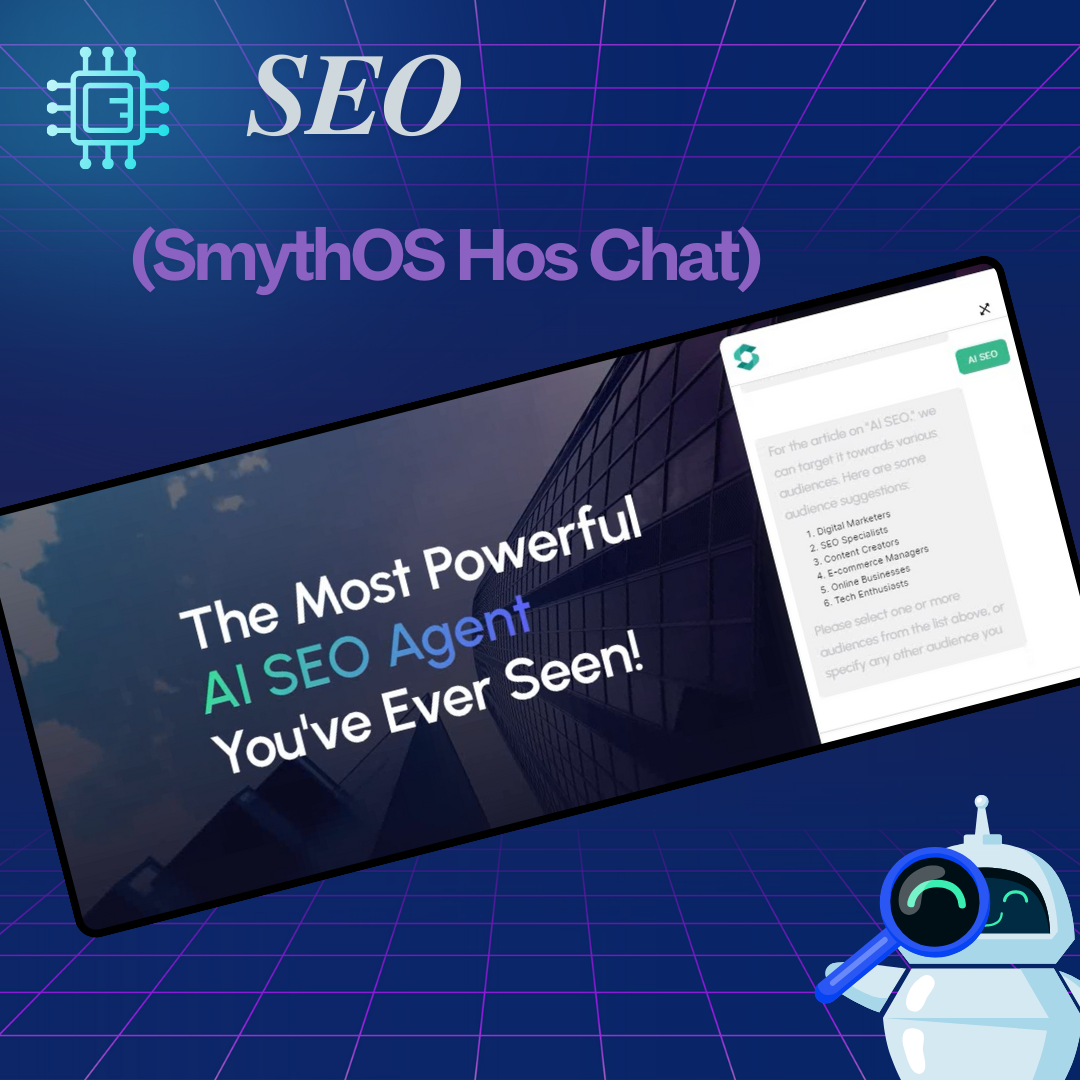 SEO
(SmythOS Hos Chat)
AI SEO
The Most Powerful
AI SEO Agent
You've Ever Seen!
For the article on "AI SEO," we
can target it towards various
audiences. Here are some
audience suggestions:
1. Digital Marketers
2. SEO Specialists
3. Content Creators
4. E-commerce Managers
5. Online Businesses
6. Tech Enthusiasts
Please select one or more
audiences from the list above, or
specify any other audience you